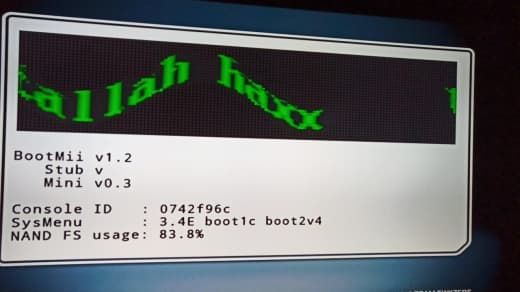 tallah haxx
BootMii v1.2
Stub v
Mini v0.3
Console ID : 0742f96c
SysMenu : 3.4E boot1c boot2v4
NAND FS usage: 83.8%